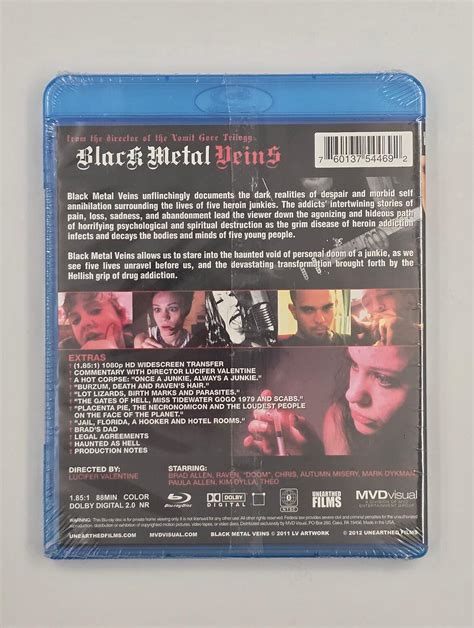 from the director of the Vomit Gore Trilogy...
Black Metal Veins
7 60137 54469 2
Black Metal Veins unflinchingly documents the dark realities of despair and morbid self
annihilation surrounding the lives of five heroin junkies. The addicts' intertwining stories of
pain, loss, sadness, and abandonment lead the viewer down the agonizing and hideous path
of horrifying psychological and spiritual destruction as the grim disease of heroin addiction
infects and decays the bodies and minds of five young people.
Black Metal Veins allows us to stare into the haunted void of personal doom of a junkie, as we
see five lives unravel before us, and the devastating transformation brought forth by the
Hellish grip of drug addiction.
EXTRAS
(1.85:1) 1080p HD WIDESCREEN TRANSFER
COMMENTARY WITH DIRECTOR LUCIFER VALENTINE
A HOT CORPSE: "ONCE A JUNKIE, ALWAYS A JUNKIE."
"BURZUM, DEATH AND RAVEN'S HAIR."
"LOT LIZARDS, BIRTH MARKS AND PARASITES."
"THE GATES OF HELL, MISS TIDEWATER GOGO 1979 AND SCABS."
"PLACENTA PIE, THE NECRONOMICON AND THE LOUDEST PEOPLE
ON THE FACE OF THE PLANET."
"JAIL, FLORIDA, A HOOKER AND HOTEL ROOMS."
BRAD'S DAD
LEGAL AGREEMENTS
HAUNTED AS HELL
PRODUCTION NOTES
DIRECTED BY:
LUCIFER VALENTINE
STARRING:
BRAD ALLEN, RAVEN, "DOOM", CHRIS, AUTUMN MISERY, MARK DYKMAN,
PAULA ALLEN, KIM DYLLA, THEO
1.85:1 88MIN COLOR
DOLBY DIGITAL 2.0 NR
Blu-ray Disc
DOLBY
DIGITAL
0
NTSC
UNEARTHED
FILMS
MVDvisual
UNEARTHEDFILMS.COM MVDVISUAL.COM BLACK METAL VEINS © 2011 LV ARTWORK © 2012 UNEARTHED FILMS